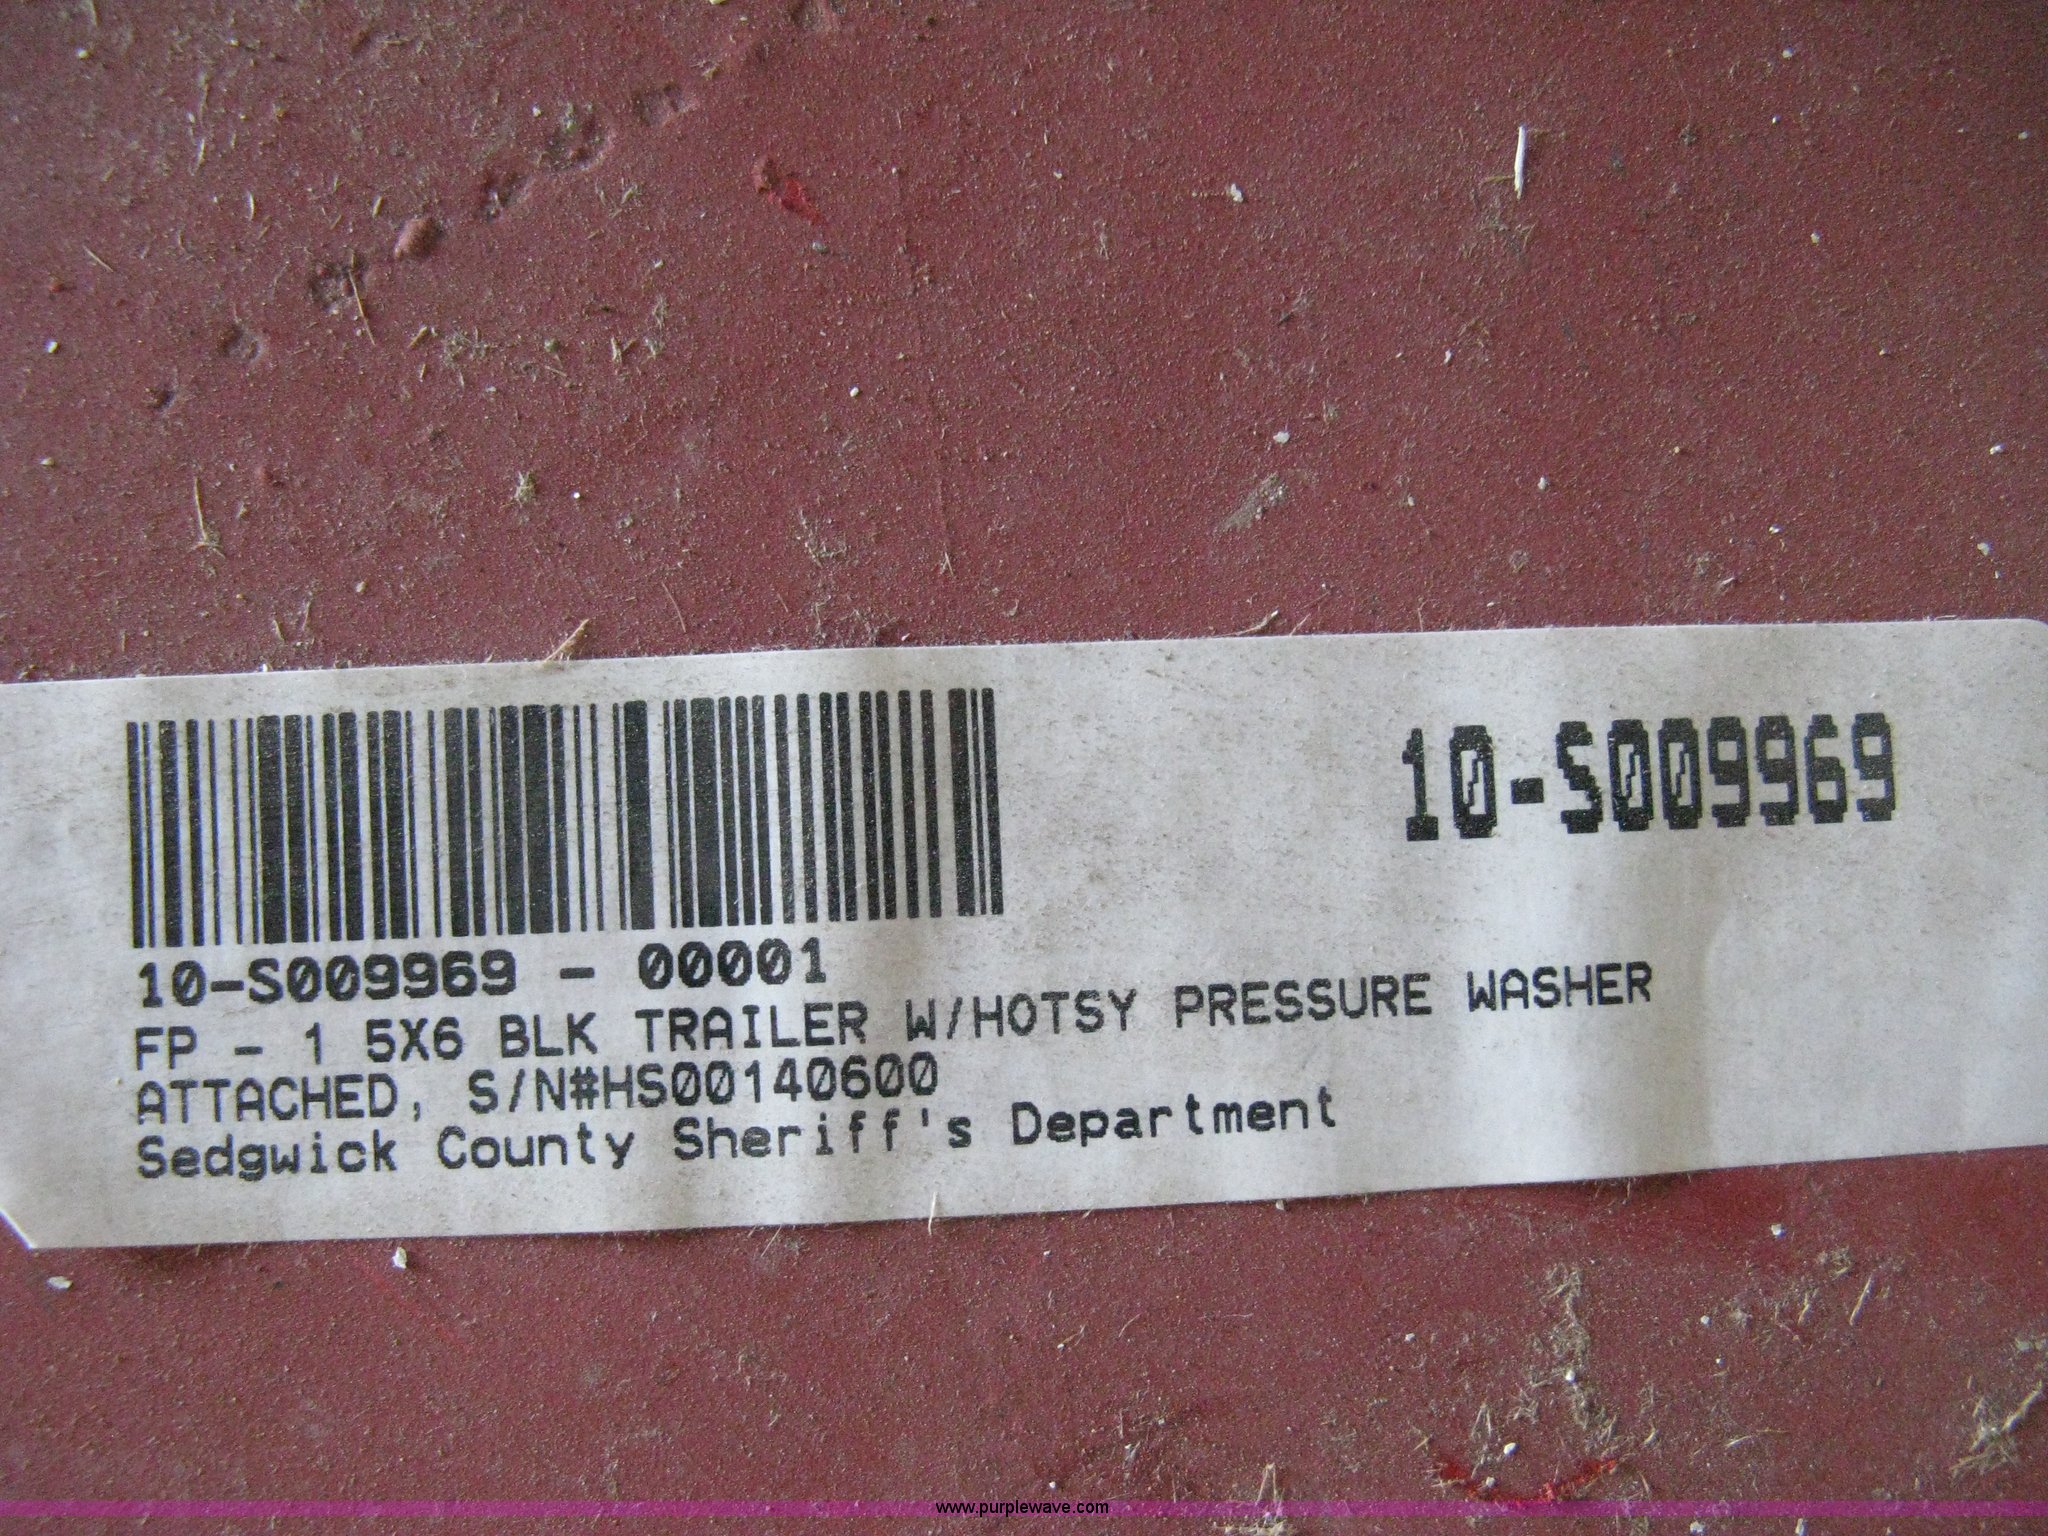 10-S009969
10-S009969 - 00001
FP - 1 5X6 BLK TRAILER W/HOTSY PRESSURE WASHER
ATTACHED, S/N#HS00140600
Sedgwick County Sheriff's Department
www.purplewave.com